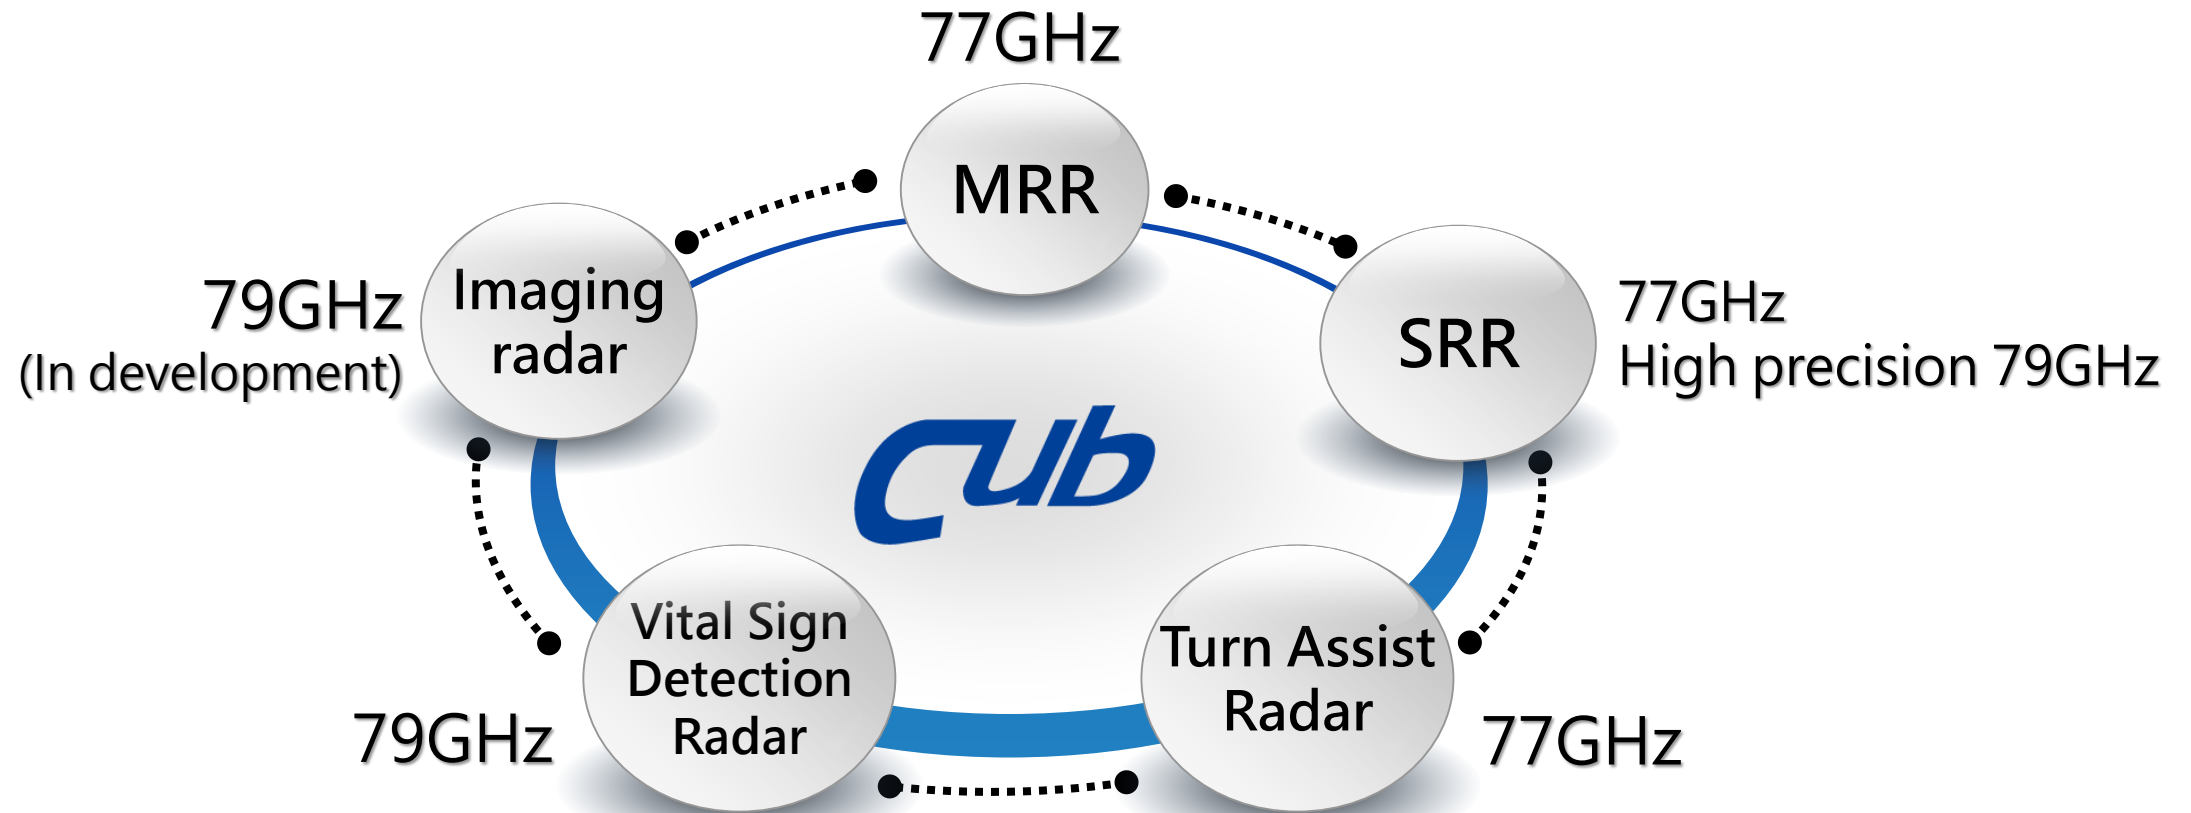 77GHz
MRR
Imaging
radar
79GHz
(In development)
SRR
77GHz
High precision 79GHz
cub
Vital Sign
Detection
Radar
79GHz
Turn Assist
Radar
77GHz